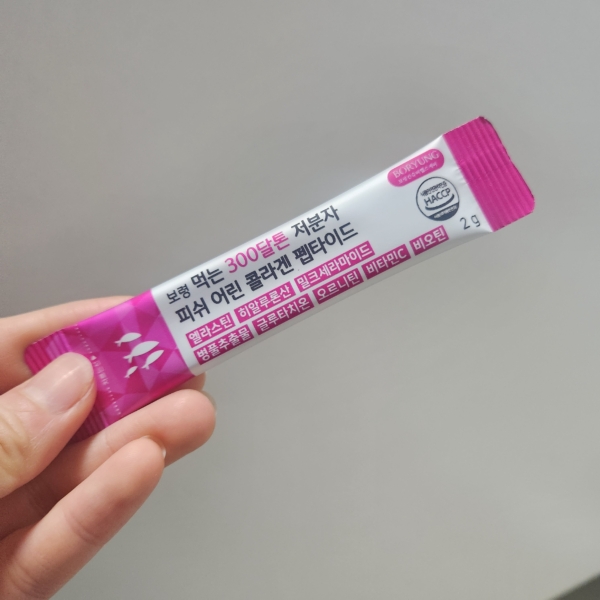 BORYUNG
HACCP
2g
보령 먹는 300달톤 저분자
피쉬 어린 콜라겐 펩타이드
엘라스틴 히알루론산 밀크세라마이드
병풀추출물 글루타치온 오르니틴 비타민C 비오틴